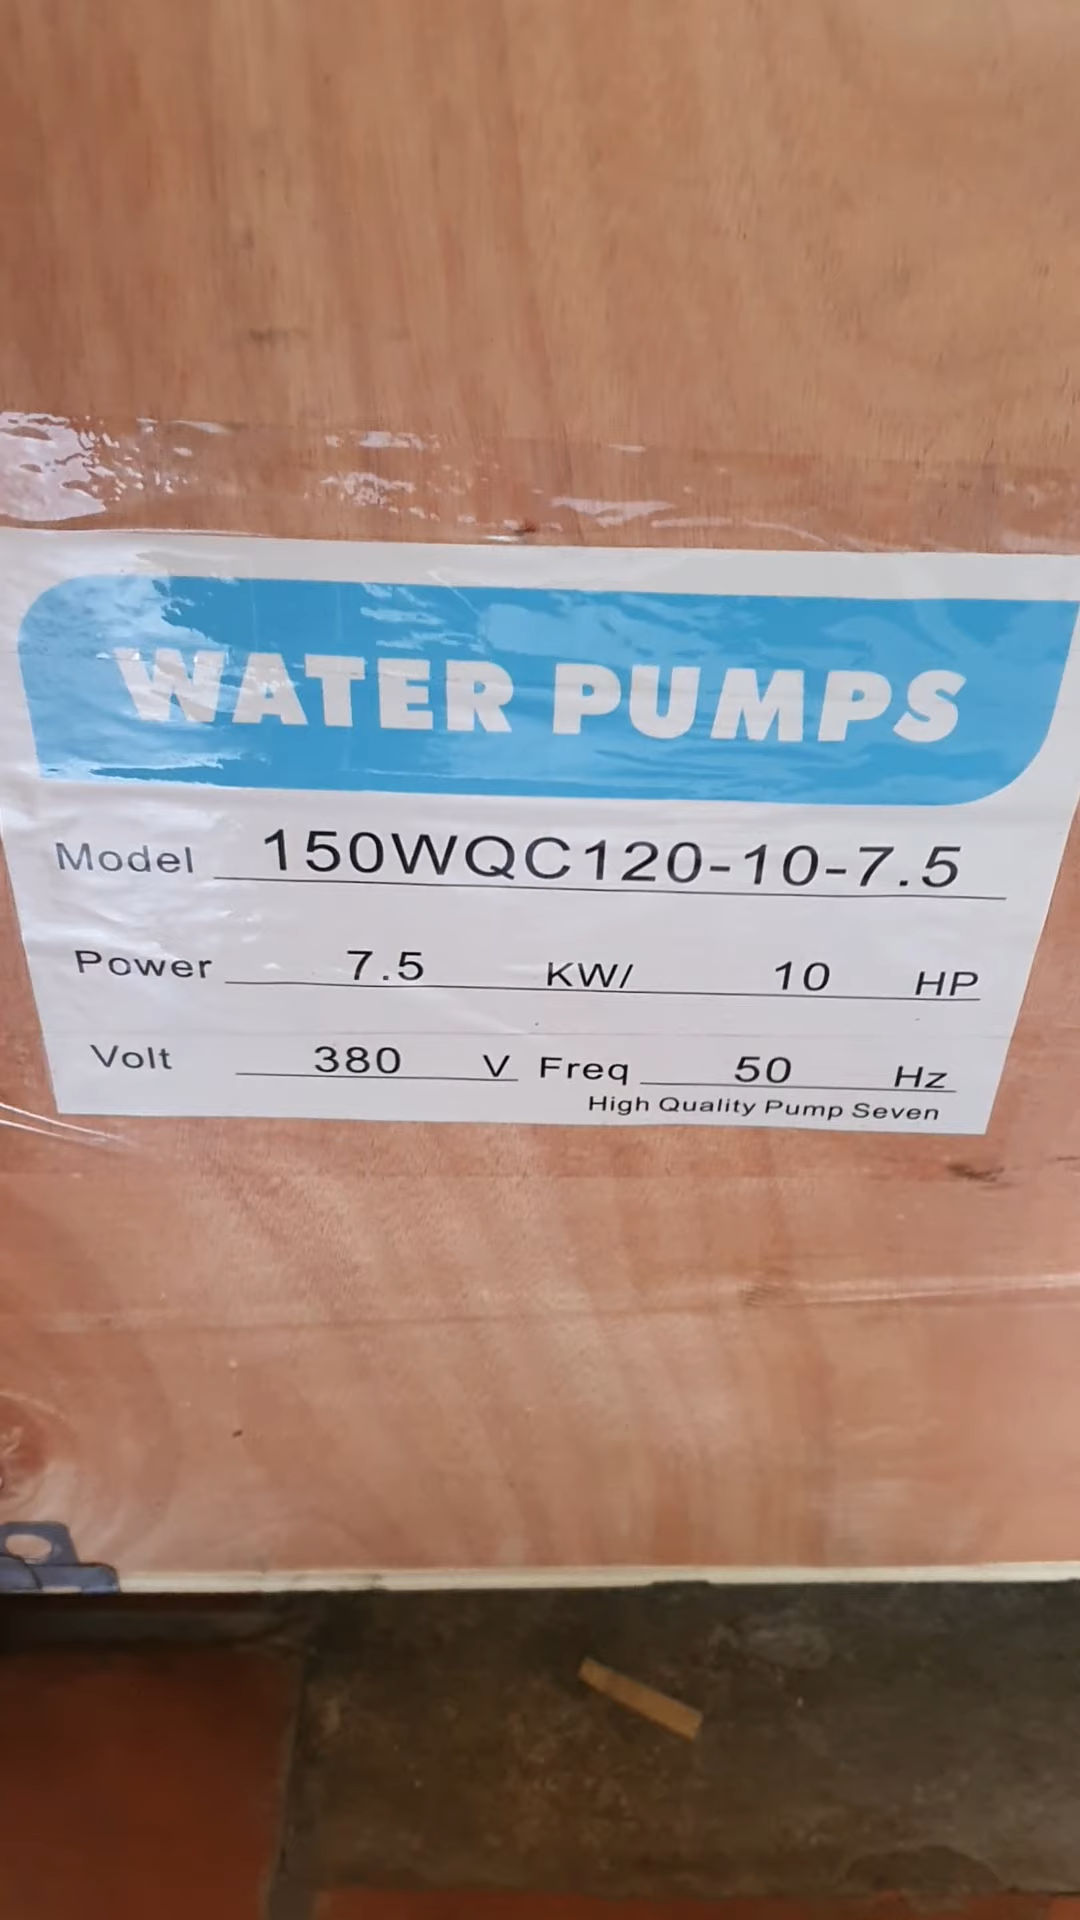 WATER PUMPS
Model 150WQC120-10-7.5
Power 7.5 KW/ 10 HP
Volt 380 V Freq 50 Hz
High Quality Pump Seven